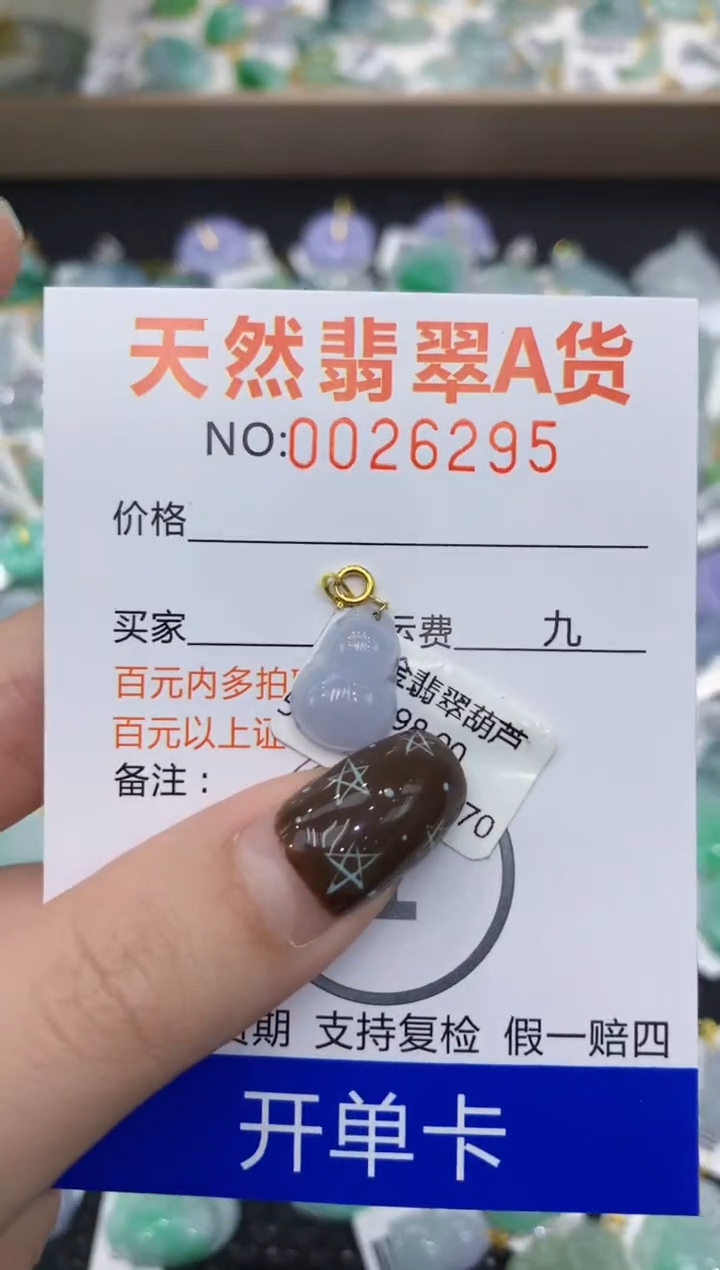 天然翡翠A货
NO:0026295
价格
买家 运费 九
百元内多拍
百元以上证
备注：
金翡翠葫芦
98.00
70
期 支持复检 假一赔四
开单卡